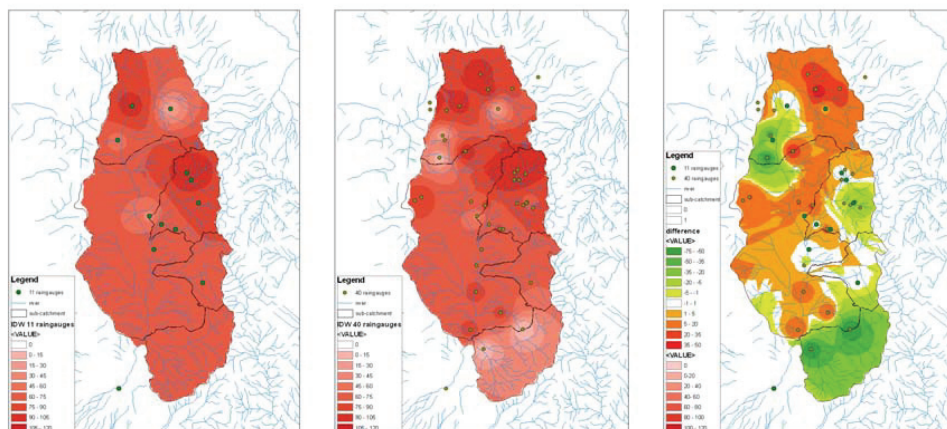 Legend
11 raingauges
river
sub-catchment
IDW 11 raingauges
<VALUE>
0
0 - 15
15 - 30
30 - 45
45 - 60
60 - 75
75 - 90
90 - 105
105 - 120
Legend
40 raingauges
river
sub-catchment
IDW 40 raingauges
<VALUE>
0
0 - 15
15 - 30
30 - 45
45 - 60
60 - 75
75 - 90
90 - 105
105 - 120
Legend
11 raingauges
40 raingauges
river
sub-catchment
0
1
difference
<VALUE>
-75 - -50
-50 - -35
-35 - -20
-20 - -5
-5 - -1
-1 - 1
1 - 5
5 - 20
20 - 35
35 - 50
<VALUE>
0
0-20
20 - 40
40 - 60
60 - 80
80 - 100
100 - 120